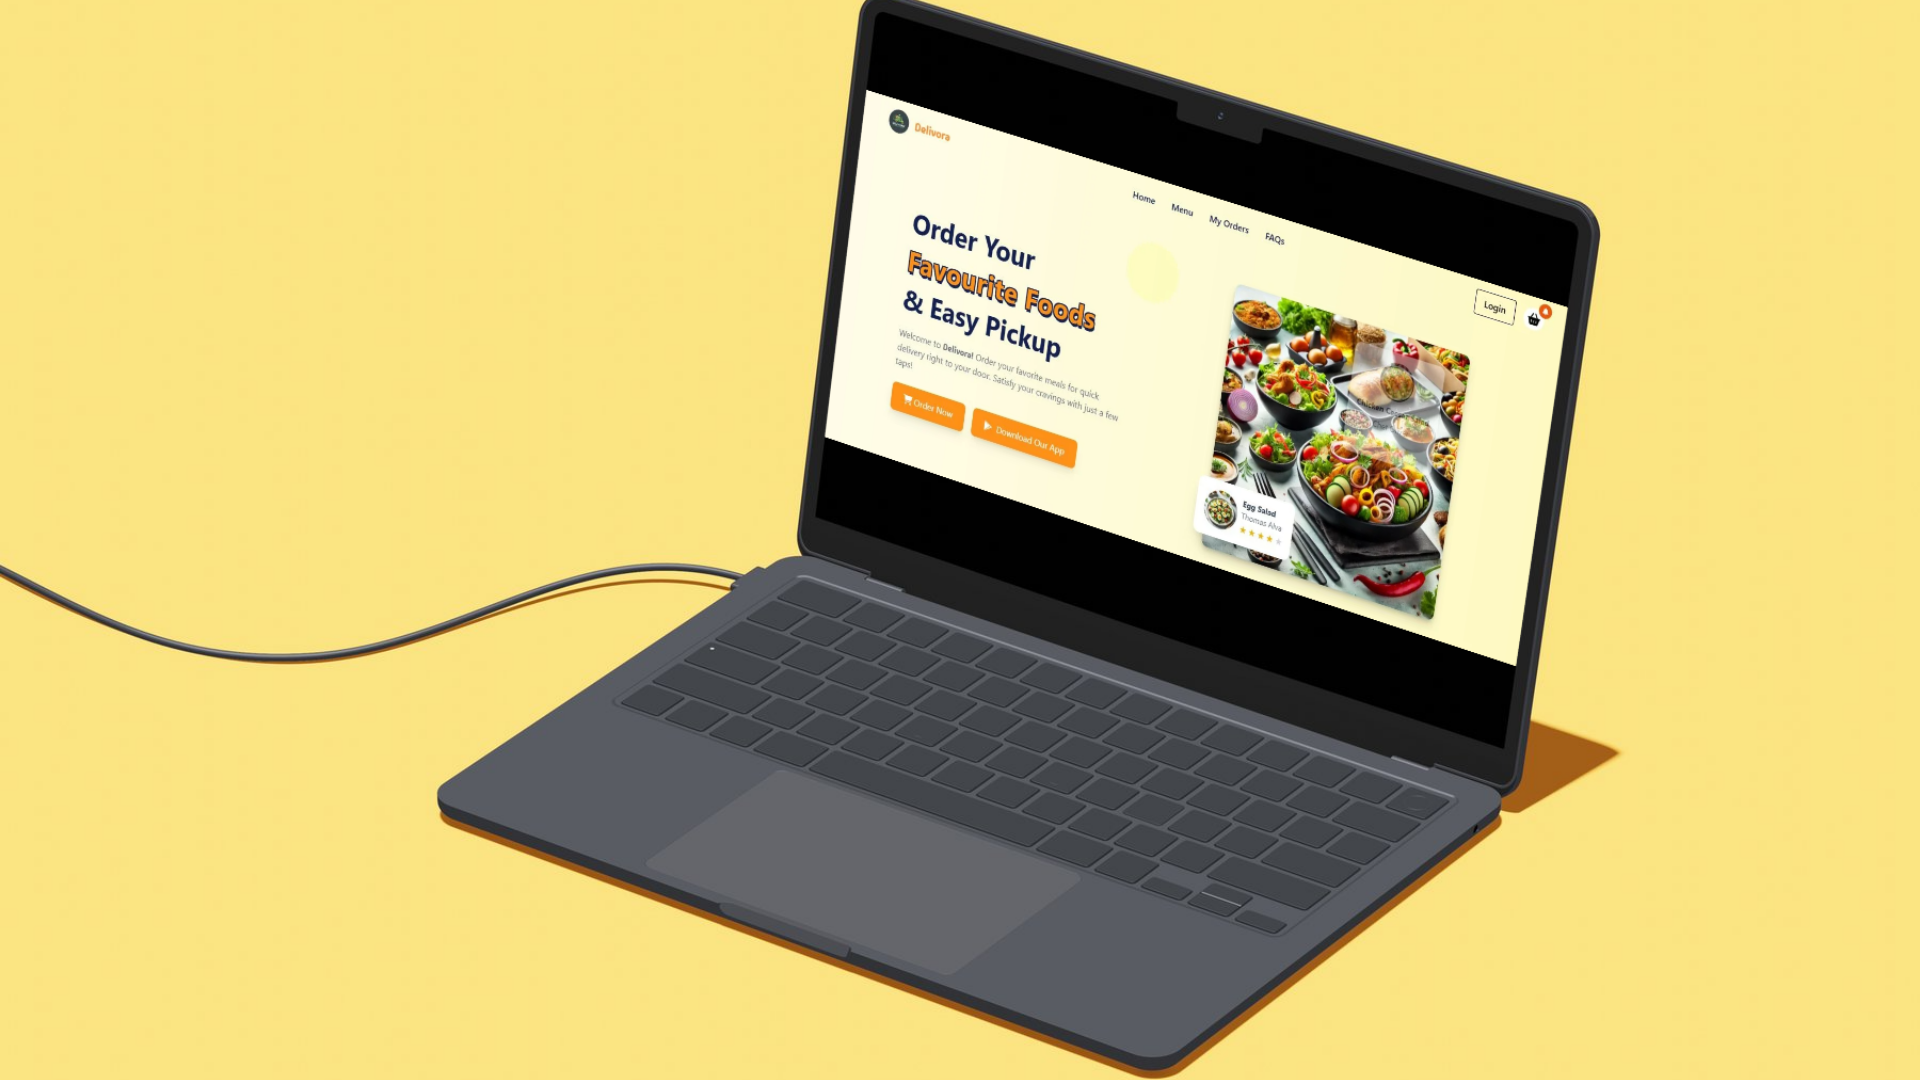 Delivora
Home Menu My Orders FAQs
Login
Order Your
Favourite Foods
& Easy Pickup
Welcome to Delivora! Order your favorite meals for quick
delivery right to your door. Satisfy your cravings with just a few
taps!
Order Now
Download Our App
Egg Salad
Thomas Alva